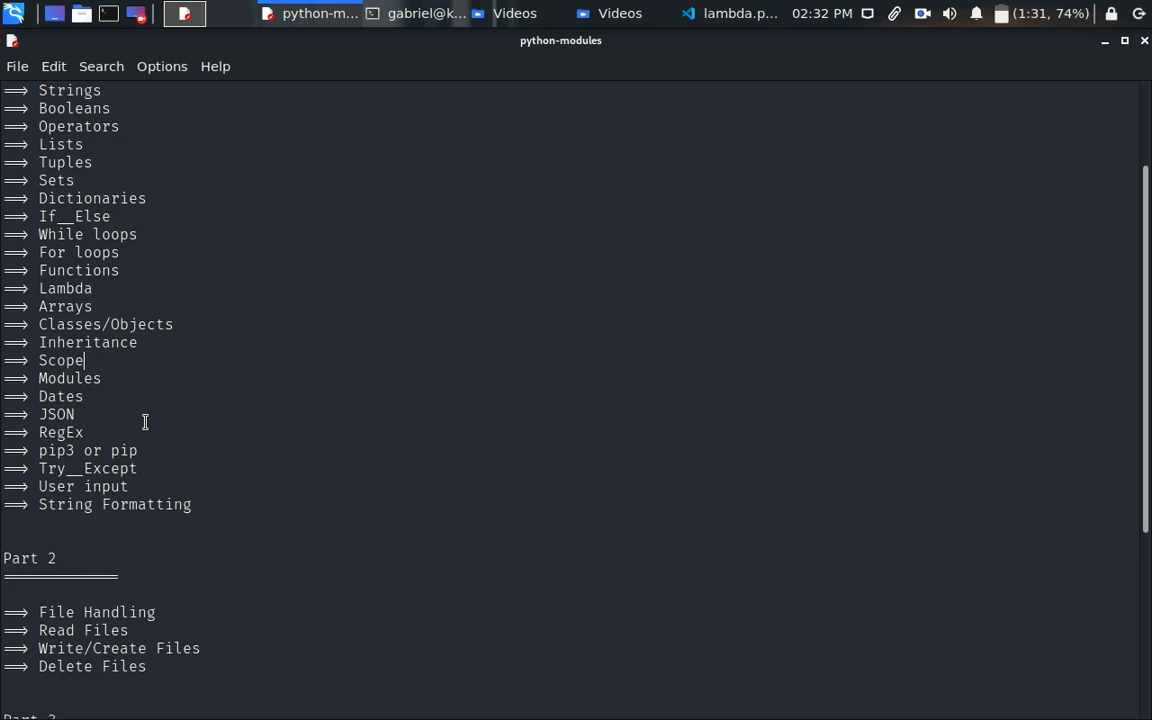 python-m... gabriel@k... Videos Videos lambda.p... 02:32 PM (1:31, 74%)
python-modules
File Edit Search Options Help
⟹ Strings
⟹ Booleans
⟹ Operators
⟹ Lists
⟹ Tuples
⟹ Sets
⟹ Dictionaries
⟹ If__Else
⟹ While loops
⟹ For loops
⟹ Functions
⟹ Lambda
⟹ Arrays
⟹ Classes/Objects
⟹ Inheritance
⟹ Scope
⟹ Modules
⟹ Dates
⟹ JSON
⟹ RegEx
⟹ pip3 or pip
⟹ Try__Except
⟹ User input
⟹ String Formatting
Part 2
⟹ File Handling
⟹ Read Files
⟹ Write/Create Files
⟹ Delete Files
Part 3